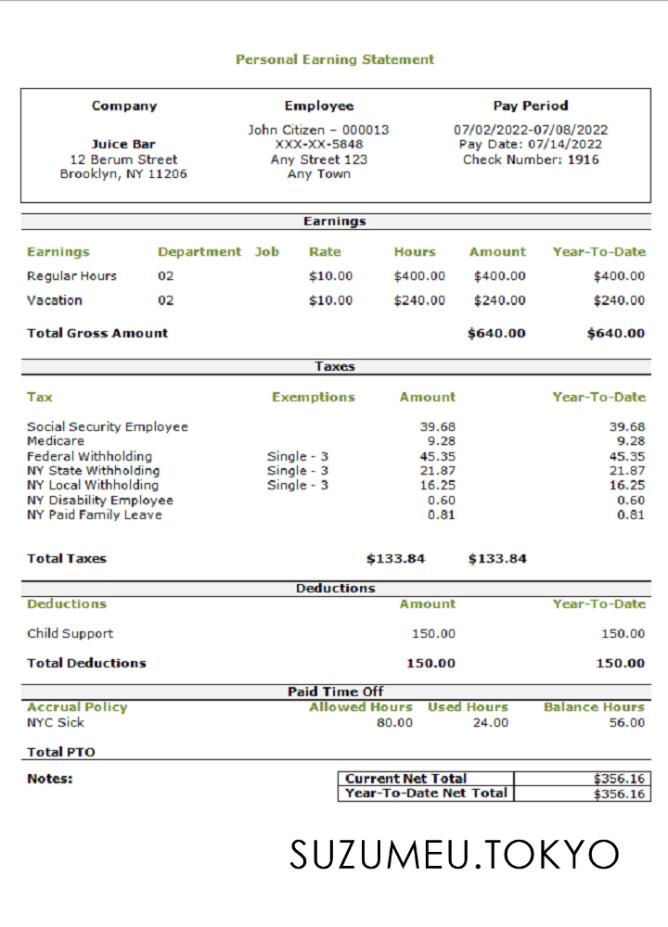 Personal Earning Statement
Company Employee Pay Period
John Citizen – 000013 07/02/2022-07/08/2022
Juice Bar XXX-XX-5848 Pay Date: 07/14/2022
12 Berum Street Any Street 123 Check Number: 1916
Brooklyn, NY 11206 Any Town
Earnings
Earnings Department Job Rate Hours Amount Year-To-Date
Regular Hours 02 $10.00 $400.00 $400.00 $400.00
Vacation 02 $10.00 $240.00 $240.00 $240.00
Total Gross Amount $640.00 $640.00
Taxes
Tax Exemptions Amount Year-To-Date
Social Security Employee 39.68 39.68
Medicare 9.28 9.28
Federal Withholding Single - 3 45.35 45.35
NY State Withholding Single - 3 21.87 21.87
NY Local Withholding Single - 3 16.25 16.25
NY Disability Employee 0.60 0.60
NY Paid Family Leave 0.81 0.81
Total Taxes $133.84 $133.84
Deductions
Deductions Amount Year-To-Date
Child Support 150.00 150.00
Total Deductions 150.00 150.00
Paid Time Off
Accrual Policy Allowed Hours Used Hours Balance Hours
NYC Sick 80.00 24.00 56.00
Total PTO
Notes: Current Net Total $356.16
Year-To-Date Net Total $356.16
SUZUMEU.TOKYO